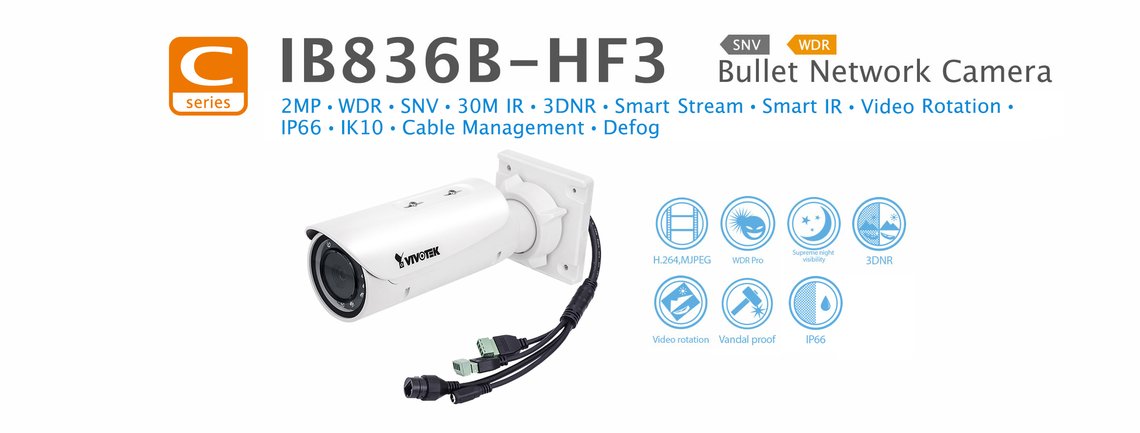 C
series
IB836B-HF3
SNV
WDR
Bullet Network Camera
2MP • WDR • SNV • 30M IR • 3DNR • Smart Stream • Smart IR • Video Rotation •
IP66 • IK10 • Cable Management • Defog
VIVOTEK
H.264,MJPEG
WDR Pro
Supreme night
visibility
3DNR
Video rotation
Vandal proof
IP66